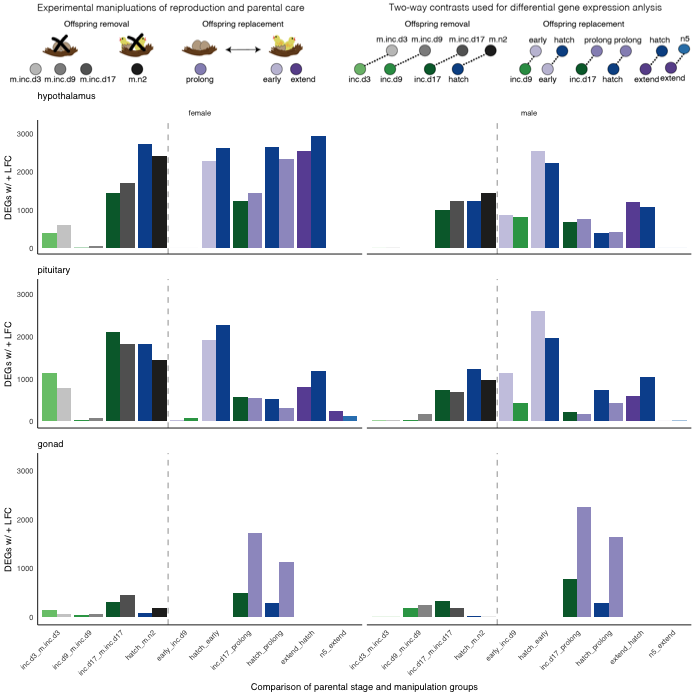 Experimental manipluations of reproduction and parental care
Two-way contrasts used for differential gene expression anlysis
Offspring removal
Offspring replacement
Offspring removal
Offspring replacement
m.inc.d3
m.inc.d9
m.inc.d17
m.n2
prolong
early
extend
m.inc.d3
m.inc.d9
m.inc.d17
m.n2
inc.d3
inc.d9
inc.d17
hatch
early
hatch
prolong
prolong
hatch
n5
inc.d9
early
inc.d17
hatch
extend
extend
hypothalamus
female
male
DEGs w/ + LFC
3000
2000
1000
0
pituitary
DEGs w/ + LFC
3000
2000
1000
0
gonad
DEGs w/ + LFC
3000
2000
1000
0
inc.d3_m.inc.d3
inc.d9_m.inc.d9
inc.d17_m.inc.d17
hatch_m.n2
early_inc.d9
hatch_early
inc.d17_prolong
hatch_prolong
extend_hatch
n5_extend
inc.d3_m.inc.d3
inc.d9_m.inc.d9
inc.d17_m.inc.d17
hatch_m.n2
early_inc.d9
hatch_early
inc.d17_prolong
hatch_prolong
extend_hatch
n5_extend
Comparison of parental stage and manipulation groups